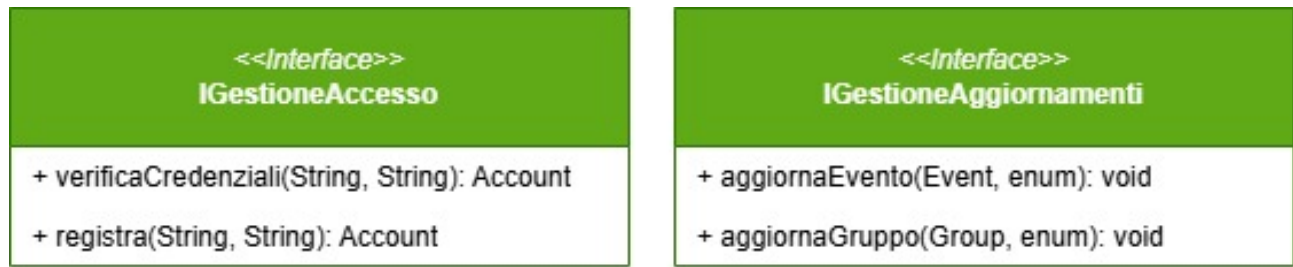 <<Interface>>
IGestioneAccesso
+ verificaCredenziali(String, String): Account
+ registra(String, String): Account
<<Interface>>
IGestioneAggiornamenti
+ aggiornaEvento(Event, enum): void
+ aggiornaGruppo(Group, enum): void